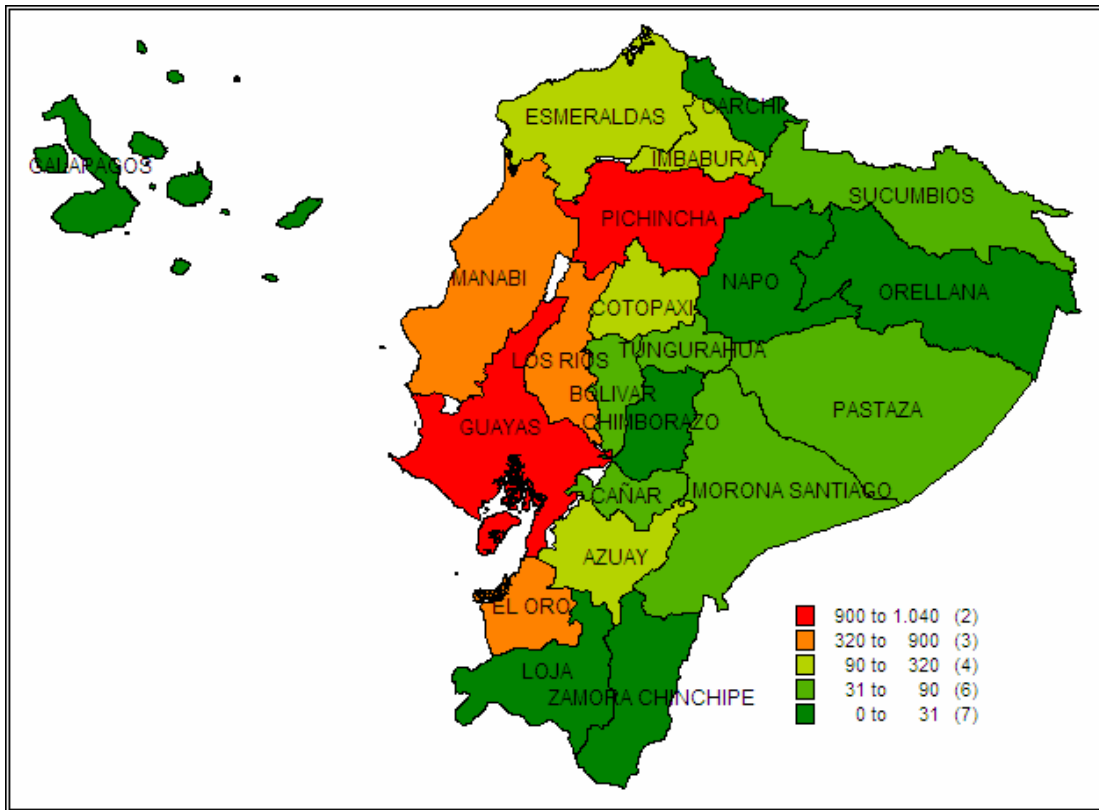 CARCHI
ESMERALDAS
IMBABURA
GALAPAGOS
SUCUMBIOS
PICHINCHA
MANABI
NAPO
ORELLANA
COTOPAXI
TUNGURAHUA
LOS RIOS
BOLIVAR
PASTAZA
CHIMBORAZO
GUAYAS
MORONA SANTIAGO
CAÑAR
AZUAY
EL ORO
LOJA
ZAMORA CHINCHIPE
900 to 1.040 (2)
320 to 900 (3)
90 to 320 (4)
31 to 90 (6)
0 to 31 (7)